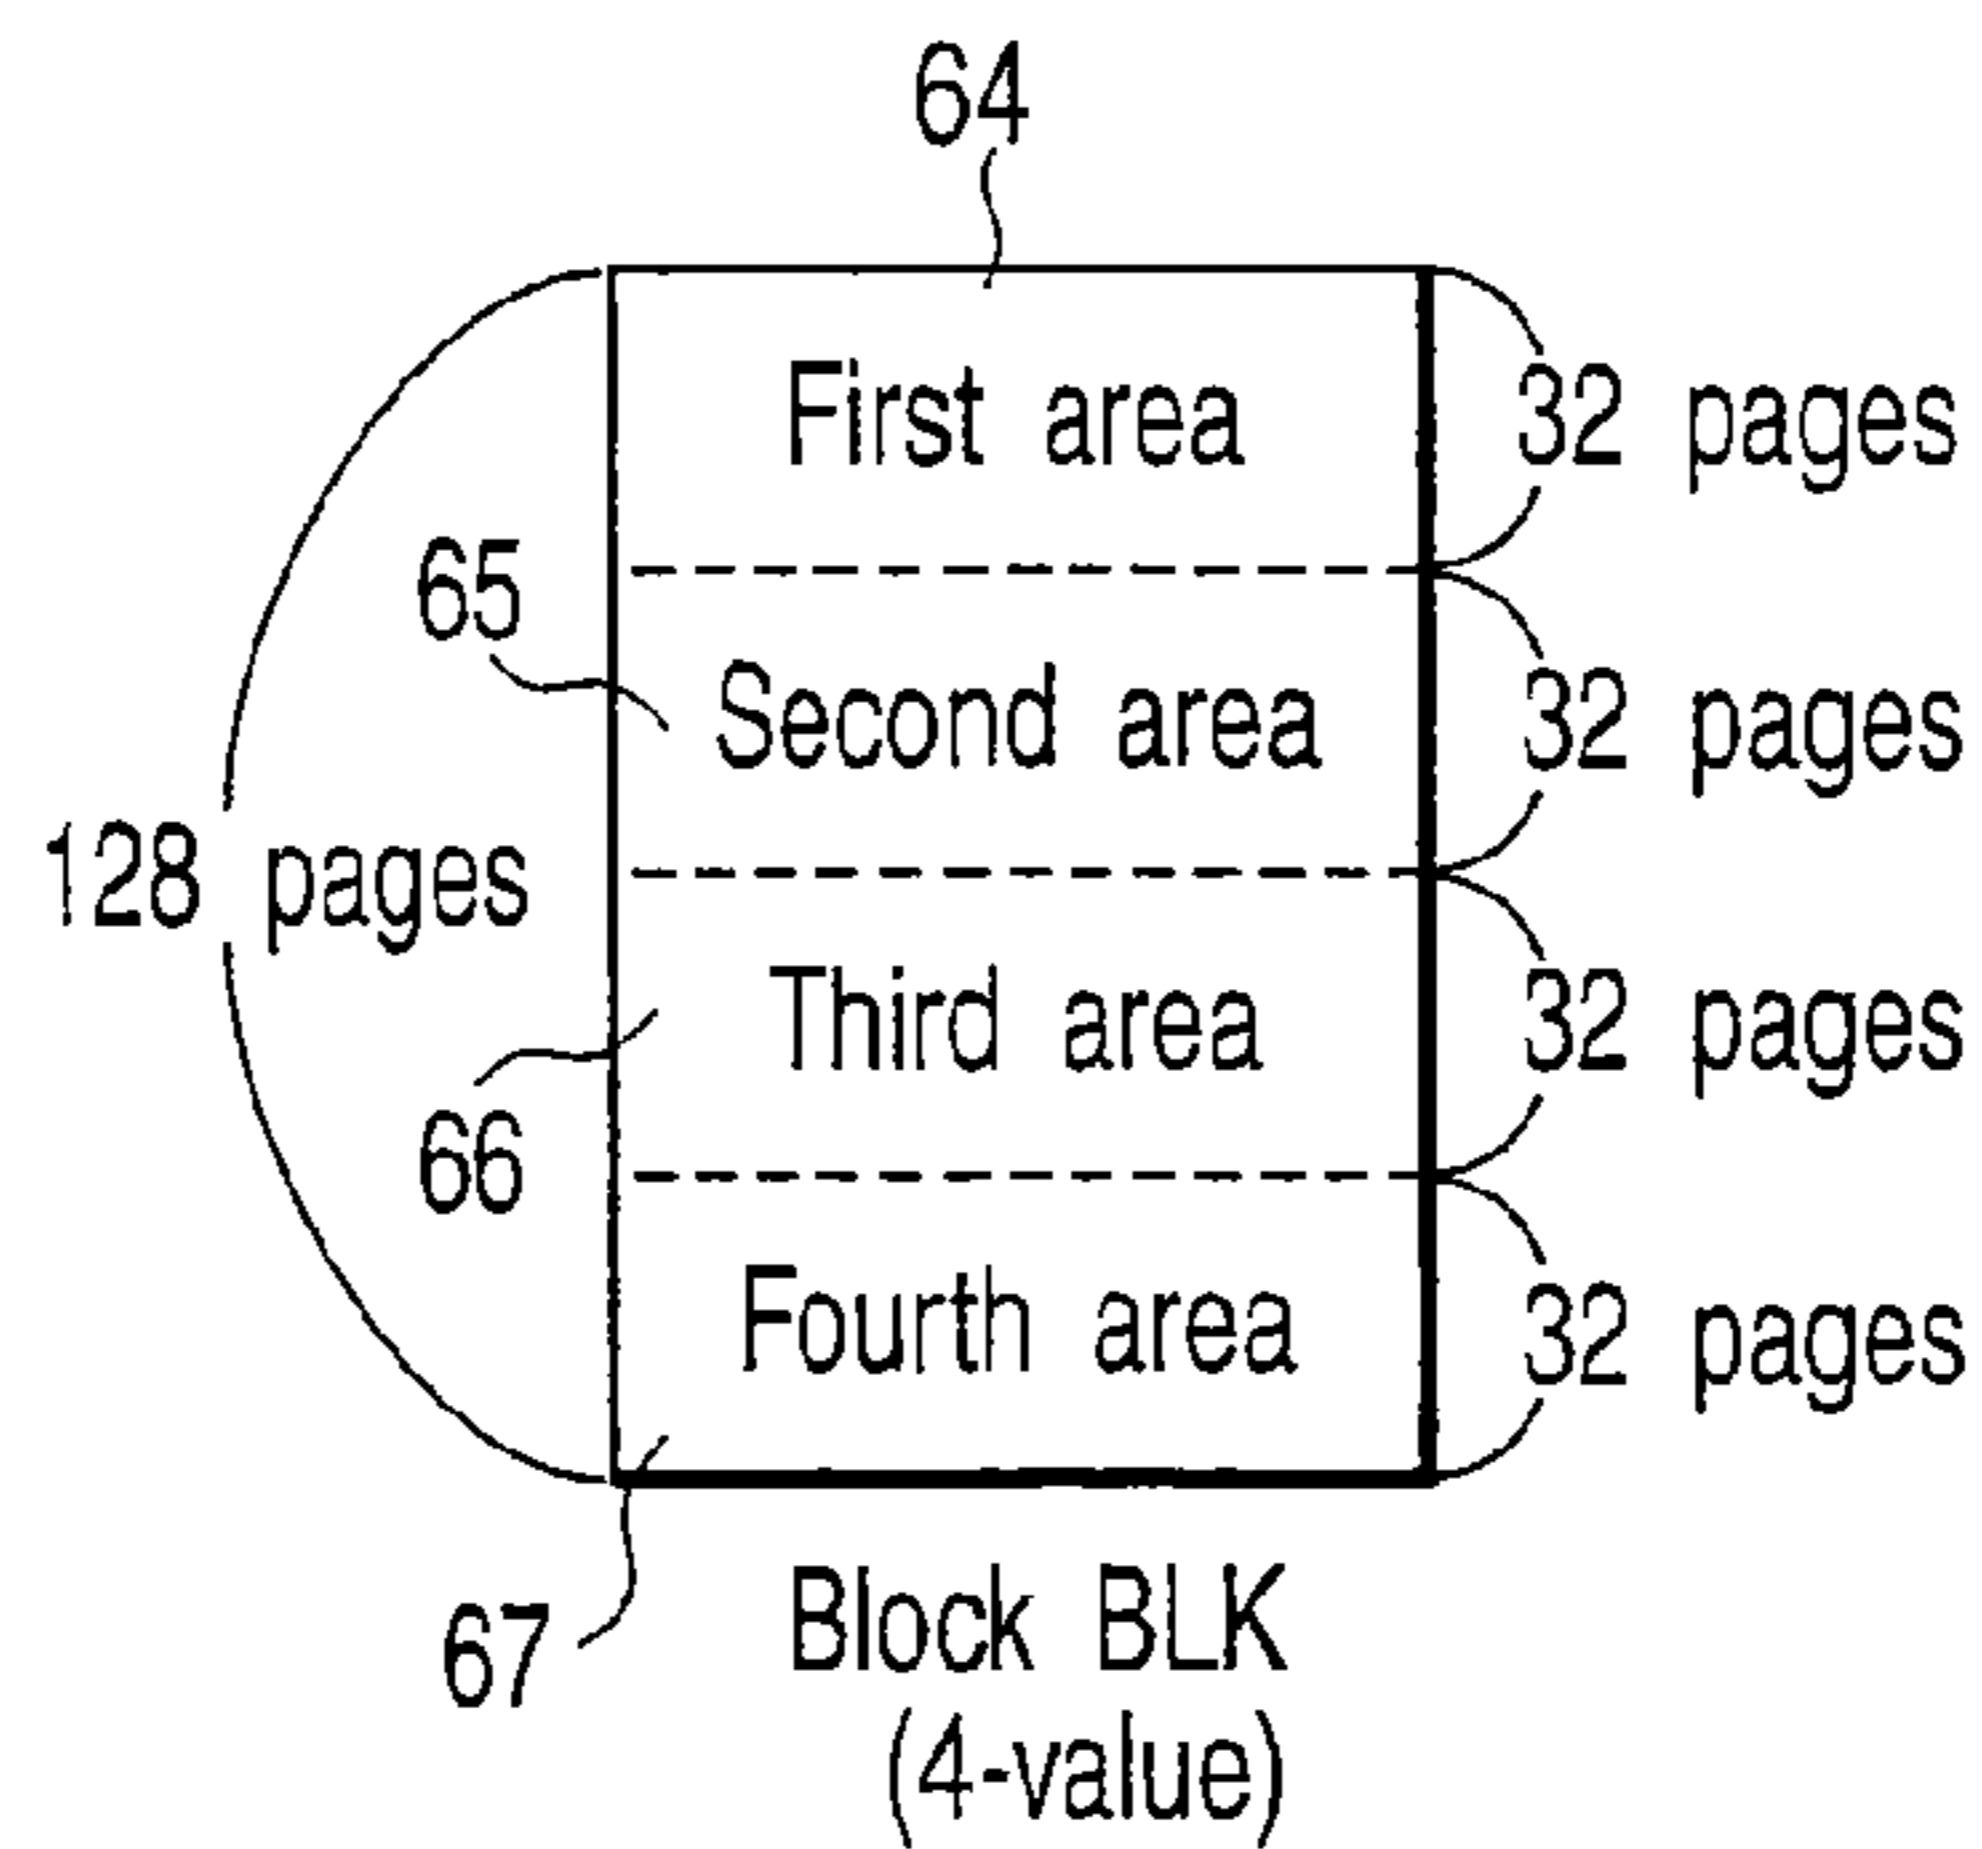 64
First area
32 pages
65
Second area
32 pages
128 pages
Third area
32 pages
66
Fourth area
32 pages
67
Block BLK
(4-value)